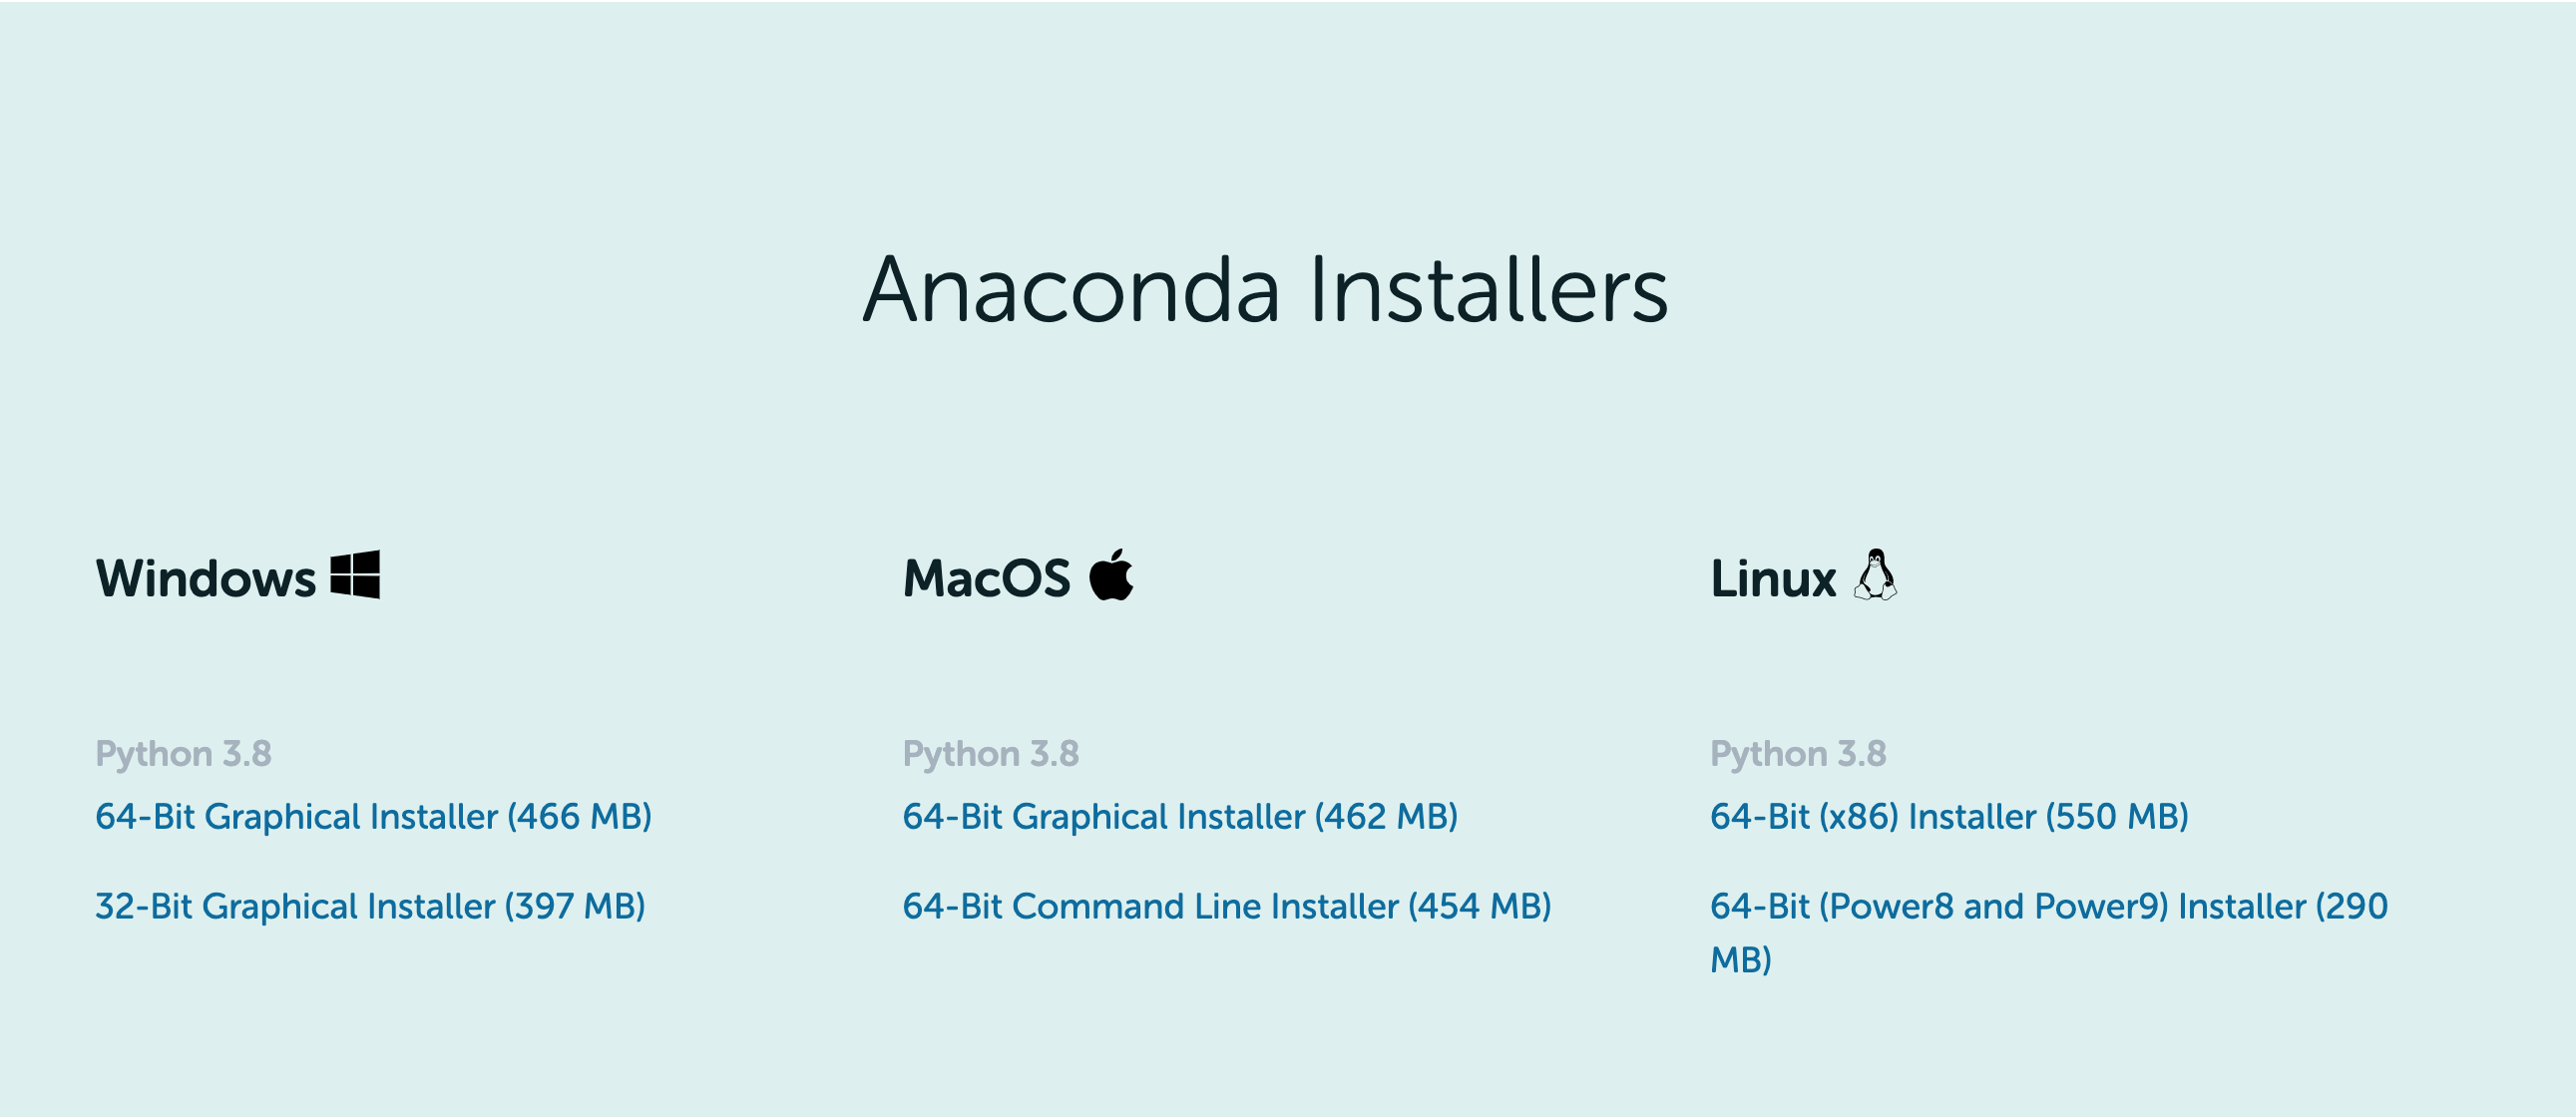 Anaconda Installers
Windows
MacOS
Linux
Python 3.8
64-Bit Graphical Installer (466 MB)
32-Bit Graphical Installer (397 MB)
Python 3.8
64-Bit Graphical Installer (462 MB)
64-Bit Command Line Installer (454 MB)
Python 3.8
64-Bit (x86) Installer (550 MB)
64-Bit (Power8 and Power9) Installer (290
MB)